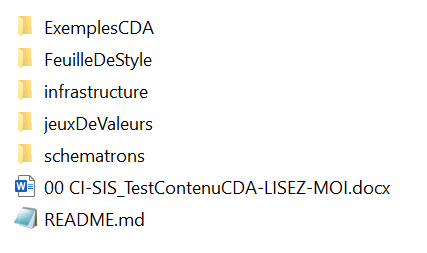 ExemplesCDA
FeuilleDeStyle
infrastructure
jeuxDeValeurs
schematrons
00 CI-SIS_TestContenuCDA-LISEZ-MOI.docx
README.md